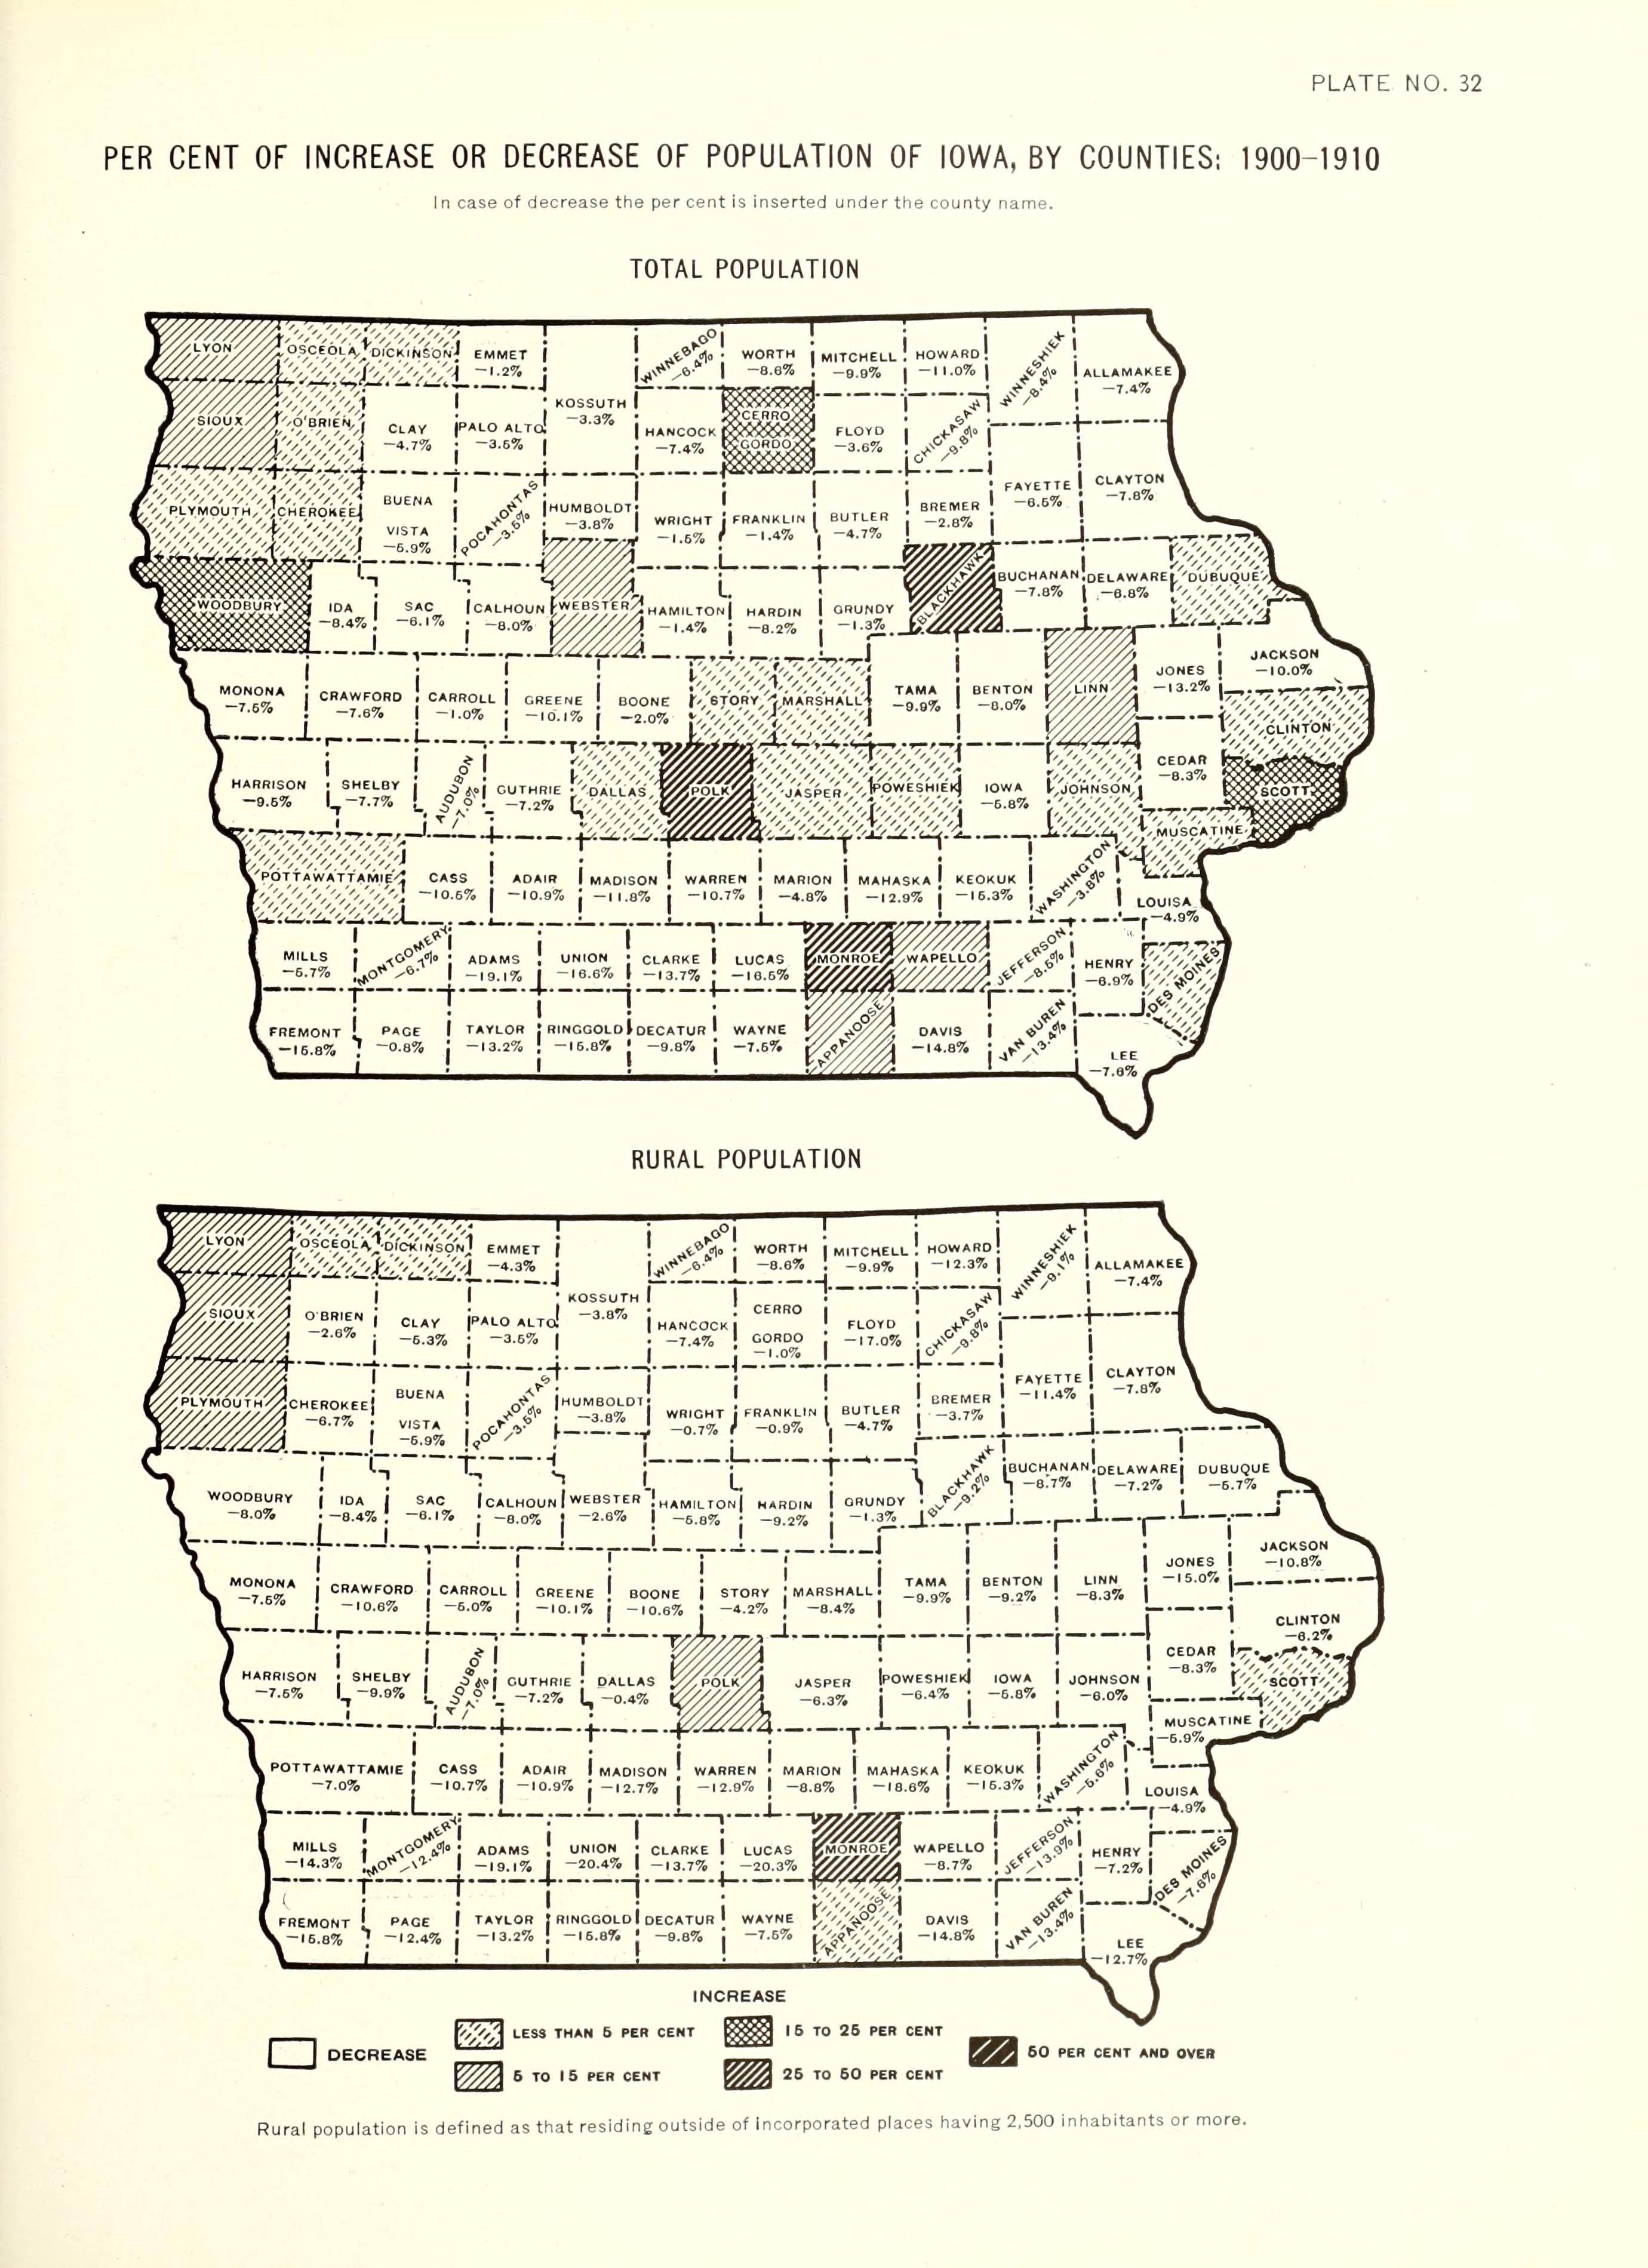 PLATE NO. 32
PER CENT OF INCREASE OR DECREASE OF POPULATION OF IOWA, BY COUNTIES: 1900–1910
In case of decrease the per cent is inserted under the county name.
TOTAL POPULATION
LYON
OSCEOLA
DICKINSON
EMMET
—1.2%
KOSSUTH
—3.3%
WINNEBAGO
—6.4%
WORTH
—8.6%
MITCHELL
—9.9%
HOWARD
—11.0%
WINNESHIEK
—8.4%
ALLAMAKEE
—7.4%
SIOUX
O'BRIEN
CLAY
—4.7%
PALO ALTO
—3.5%
HANCOCK
—7.4%
CERRO
GORDO
FLOYD
—3.6%
CHICKASAW
—9.8%
FAYETTE
—6.5%
CLAYTON
—7.8%
PLYMOUTH
CHEROKEE
BUENA
VISTA
—5.9%
POCAHONTAS
—3.5%
HUMBOLDT
—3.8%
WRIGHT
—1.5%
FRANKLIN
—1.4%
BUTLER
—4.7%
BREMER
—2.8%
WOODBURY
IDA
—8.4%
SAC
—6.1%
CALHOUN
—8.0%
WEBSTER
HAMILTON
—1.4%
HARDIN
—8.2%
GRUNDY
—1.3%
BLACKHAWK
BUCHANAN
—7.8%
DELAWARE
—6.8%
DUBUQUE
MONONA
—7.5%
CRAWFORD
—7.6%
CARROLL
—1.0%
GREENE
—10.1%
BOONE
—2.0%
STORY
MARSHALL
TAMA
—9.9%
BENTON
—8.0%
LINN
JONES
—13.2%
JACKSON
—10.0%
CLINTON
HARRISON
—9.5%
SHELBY
—7.7%
AUDUBON
—7.0%
GUTHRIE
—7.2%
DALLAS
POLK
JASPER
POWESHIEK
IOWA
—5.8%
JOHNSON
CEDAR
—8.3%
SCOTT
MUSCATINE
POTTAWATTAMIE
CASS
—10.5%
ADAIR
—10.9%
MADISON
—11.8%
WARREN
—10.7%
MARION
—4.8%
MAHASKA
—12.9%
KEOKUK
—15.3%
WASHINGTON
—3.8%
LOUISA
—4.9%
MILLS
—5.7%
MONTGOMERY
—6.7%
ADAMS
—19.1%
UNION
—16.6%
CLARKE
—13.7%
LUCAS
—16.5%
MONROE
WAPELLO
JEFFERSON
—8.5%
HENRY
—6.9%
DES MOINES
FREMONT
—15.8%
PAGE
—0.8%
TAYLOR
—13.2%
RINGGOLD
—15.8%
DECATUR
—9.8%
WAYNE
—7.5%
APPANOOSE
DAVIS
—14.8%
VAN BUREN
—13.4%
LEE
—7.8%
RURAL POPULATION
LYON
OSCEOLA
DICKINSON
EMMET
—4.3%
KOSSUTH
—3.8%
WINNEBAGO
—6.4%
WORTH
—8.6%
MITCHELL
—9.9%
HOWARD
—12.3%
WINNESHIEK
—9.1%
ALLAMAKEE
—7.4%
SIOUX
O'BRIEN
—2.6%
CLAY
—5.3%
PALO ALTO
—3.5%
HANCOCK
—7.4%
CERRO
GORDO
—1.0%
FLOYD
—17.0%
CHICKASAW
—9.8%
FAYETTE
—11.4%
CLAYTON
—7.8%
PLYMOUTH
CHEROKEE
—6.7%
BUENA
VISTA
—5.9%
POCAHONTAS
—3.5%
HUMBOLDT
—3.8%
WRIGHT
—0.7%
FRANKLIN
—0.9%
BUTLER
—4.7%
BREMER
—3.7%
WOODBURY
—8.0%
IDA
—8.4%
SAC
—6.1%
CALHOUN
—8.0%
WEBSTER
—2.6%
HAMILTON
—5.8%
HARDIN
—9.2%
GRUNDY
—1.3%
BLACKHAWK
—9.2%
BUCHANAN
—8.7%
DELAWARE
—7.2%
DUBUQUE
—5.7%
MONONA
—7.5%
CRAWFORD
—10.6%
CARROLL
—5.0%
GREENE
—10.1%
BOONE
—10.6%
STORY
—4.2%
MARSHALL
—8.4%
TAMA
—9.9%
BENTON
—9.2%
LINN
—8.3%
JONES
—15.0%
JACKSON
—10.8%
CLINTON
—6.2%
HARRISON
—7.5%
SHELBY
—9.9%
AUDUBON
—7.0%
GUTHRIE
—7.2%
DALLAS
—0.4%
POLK
JASPER
—6.3%
POWESHIEK
—6.4%
IOWA
—5.8%
JOHNSON
—6.0%
CEDAR
—8.3%
SCOTT
MUSCATINE
—5.9%
POTTAWATTAMIE
—7.0%
CASS
—10.7%
ADAIR
—10.9%
MADISON
—12.7%
WARREN
—12.9%
MARION
—8.8%
MAHASKA
—18.6%
KEOKUK
—15.3%
WASHINGTON
—5.6%
LOUISA
—4.9%
MILLS
—14.3%
MONTGOMERY
—12.4%
ADAMS
—19.1%
UNION
—20.4%
CLARKE
—13.7%
LUCAS
—20.3%
MONROE
WAPELLO
—8.7%
JEFFERSON
—13.9%
HENRY
—7.2%
DES MOINES
—7.6%
FREMONT
—15.8%
PAGE
—12.4%
TAYLOR
—13.2%
RINGGOLD
—15.8%
DECATUR
—9.8%
WAYNE
—7.5%
APPANOOSE
DAVIS
—14.8%
VAN BUREN
—13.4%
LEE
—12.7%
INCREASE
DECREASE
LESS THAN 5 PER CENT
5 TO 15 PER CENT
15 TO 25 PER CENT
25 TO 50 PER CENT
50 PER CENT AND OVER
Rural population is defined as that residing outside of incorporated places having 2,500 inhabitants or more.